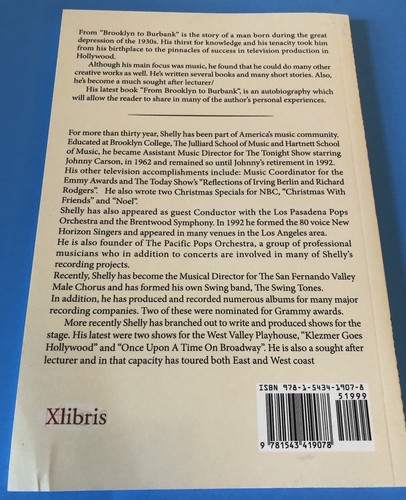 From "Brooklyn to Burbank" is the story of a man born during the great
depression of the 1930s. His thirst for knowledge and his tenacity took him
from his birthplace to the pinnacles of success in television production in
Hollywood.
Although his main focus was music, he found that he could do many other
creative works as well. He's written several books and many short stories. Also,
he's become a much sought after lecturer/
His latest book "From Brooklyn to Burbank", is an autobiography which
will allow the reader to share in many of the author's personal experiences.
For more than thirty year, Shelly has been part of America's music community.
Educated at Brooklyn College, The Julliard School of Music and Hartnett School
of Music, he became Assistant Music Director for The Tonight Show starring
Johnny Carson, in 1962 and remained so until Johnny's retirement in 1992.
His other television accomplishments include: Music Coordinator for the
Emmy Awards and The Today Show's "Reflections of Irving Berlin and Richard
Rodgers". He also wrote two Christmas Specials for NBC, "Christmas With
Friends" and "Noel".
Shelly has also appeared as guest Conductor with the Los Pasadena Pops
Orchestra and the Brentwood Symphony. In 1992 he formed the 80 voice New
Horizon Singers and appeared in many venues in the Los Angeles area.
He is also founder of The Pacific Pops Orchestra, a group of professional
musicians who in addition to concerts are involved in many of Shelly's
recording projects.
Recently, Shelly has become the Musical Director for The San Fernando Valley
Male Chorus and has formed his own Swing band, The Swing Tones.
In addition, he has produced and recorded numerous albums for many major
recording companies. Two of these were nominated for Grammy awards.
More recently Shelly has branched out to write and produced shows for the
stage. His latest were two shows for the West Valley Playhouse, "Klezmer Goes
Hollywood" and "Once Upon A Time On Broadway". He is also a sought after
lecturer and in that capacity has toured both East and West coast
ISBN 978-1-5434-1907-8
51999
9 781543 419078
Xlibris